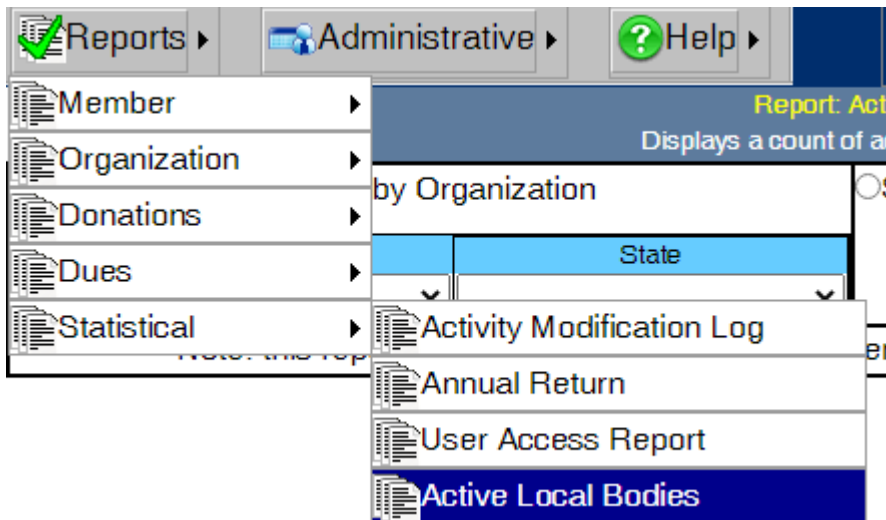 Reports Administrative Help
Member
Report: Act
Displays a count of
Organization
by Organization
Donations
State
Dues
Statistical
Activity Modification Log
Annual Return
User Access Report
Active Local Bodies